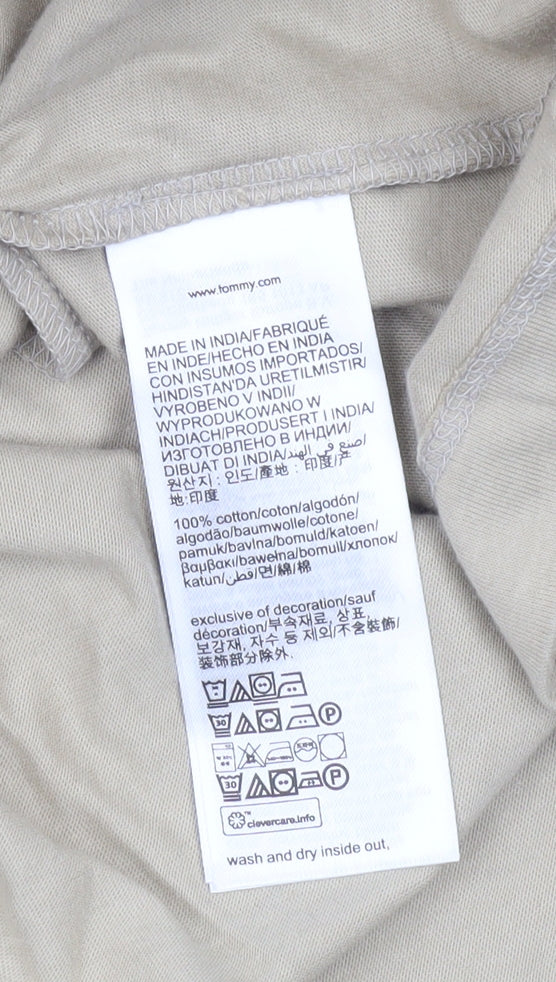 www.tommy.com
MADE IN INDIA/FABRIQUÉ
EN INDE/HECHO EN INDIA
CON INSUMOS IMPORTADOS/
HINDISTAN'DA URETILMISTIR/
VYROBENO V INDII/
WYPRODUKOWANO W
INDIACH/PRODUSERT I INDIA/
ИЗГОТОВЛЕНО В ИНДИИ/
DIBUAT DI INDIA/صنع في الهند/
원산지 : 인도/產地 : 印度/产
地:印度
100% cotton/coton/algodón/
algodão/baumwolle/cotone/
pamuk/bavlna/bomuld/katoen/
βαμβακι/bawełna/bomull/хлопок/
katun/قطن/면/綿/棉
exclusive of decoration/sauf
décoration/부속재료, 상표,
보강재, 자수 등 제외/不含裝飾/
装饰部分除外.
30 P
30 P
clevercare.info
wash and dry inside out,